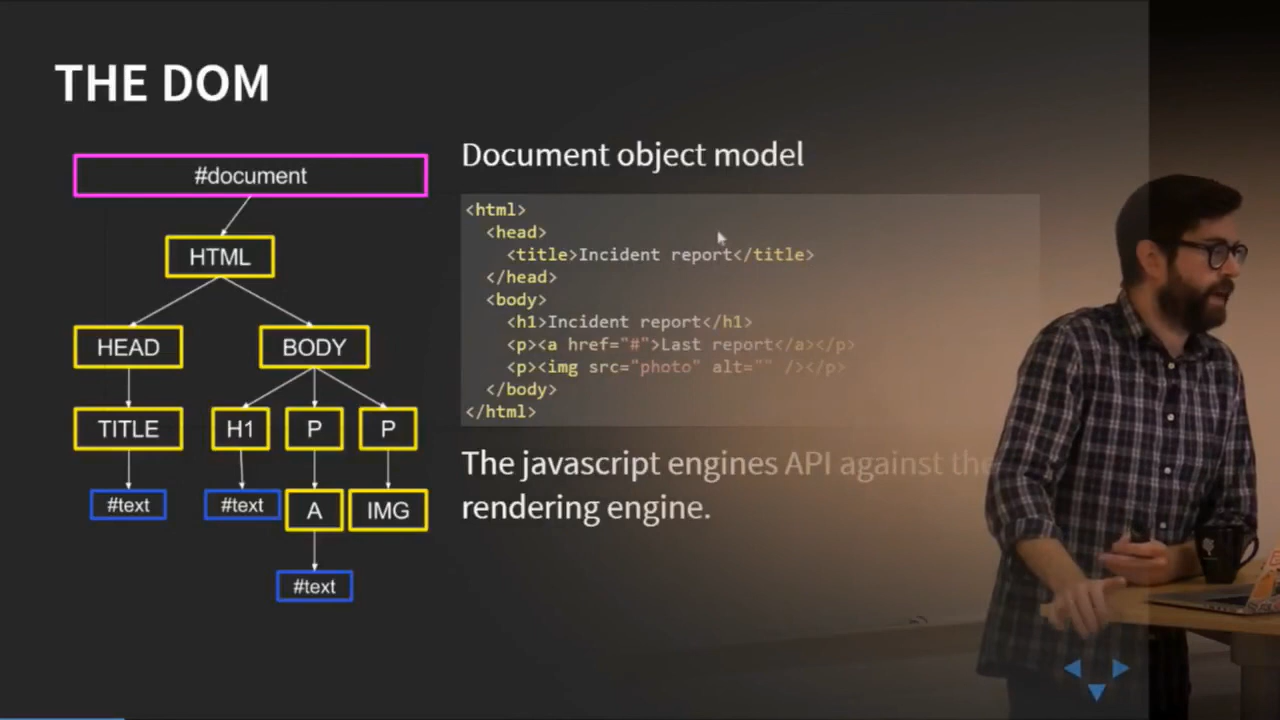 THE DOM
#document
HTML
HEAD
BODY
TITLE
H1
P
P
#text
#text
A
IMG
#text
Document object model
<html>
<head>
<title>Incident report</title>
</head>
<body>
<h1>Incident report</h1>
<p><a href="#">Last report</a></p>
<p><img src="photo" alt="" /></p>
</body>
</html>
The javascript engines API against the
rendering engine.